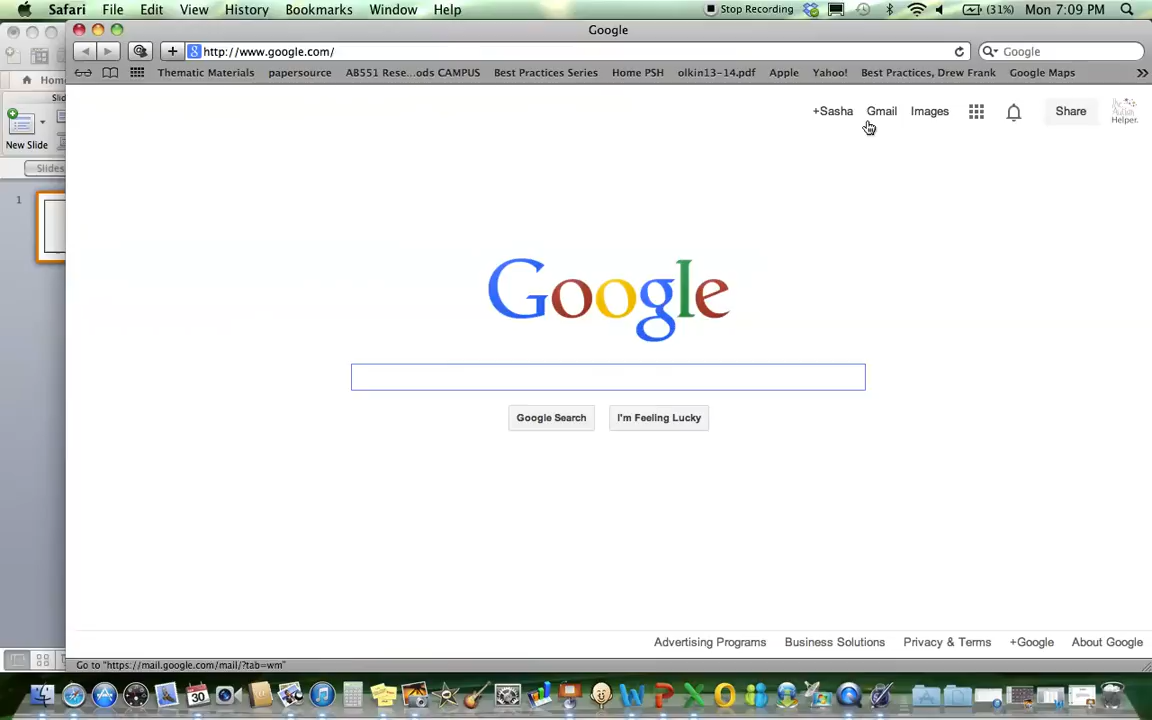 Safari File Edit View History Bookmarks Window Help Stop Recording (31%) Mon 7:09 PM
Google
http://www.google.com/ Google
Thematic Materials papersource AB551 Rese...ods CAMPUS Best Practices Series Home PSH olkin13-14.pdf Apple Yahoo! Best Practices, Drew Frank Google Maps
Home
New Slide
Slides
1
+Sasha Gmail Images Share The Autism Helper.
Google
Google Search I'm Feeling Lucky
Advertising Programs Business Solutions Privacy & Terms +Google About Google
Go to "https://mail.google.com/mail/?tab=wm"
30